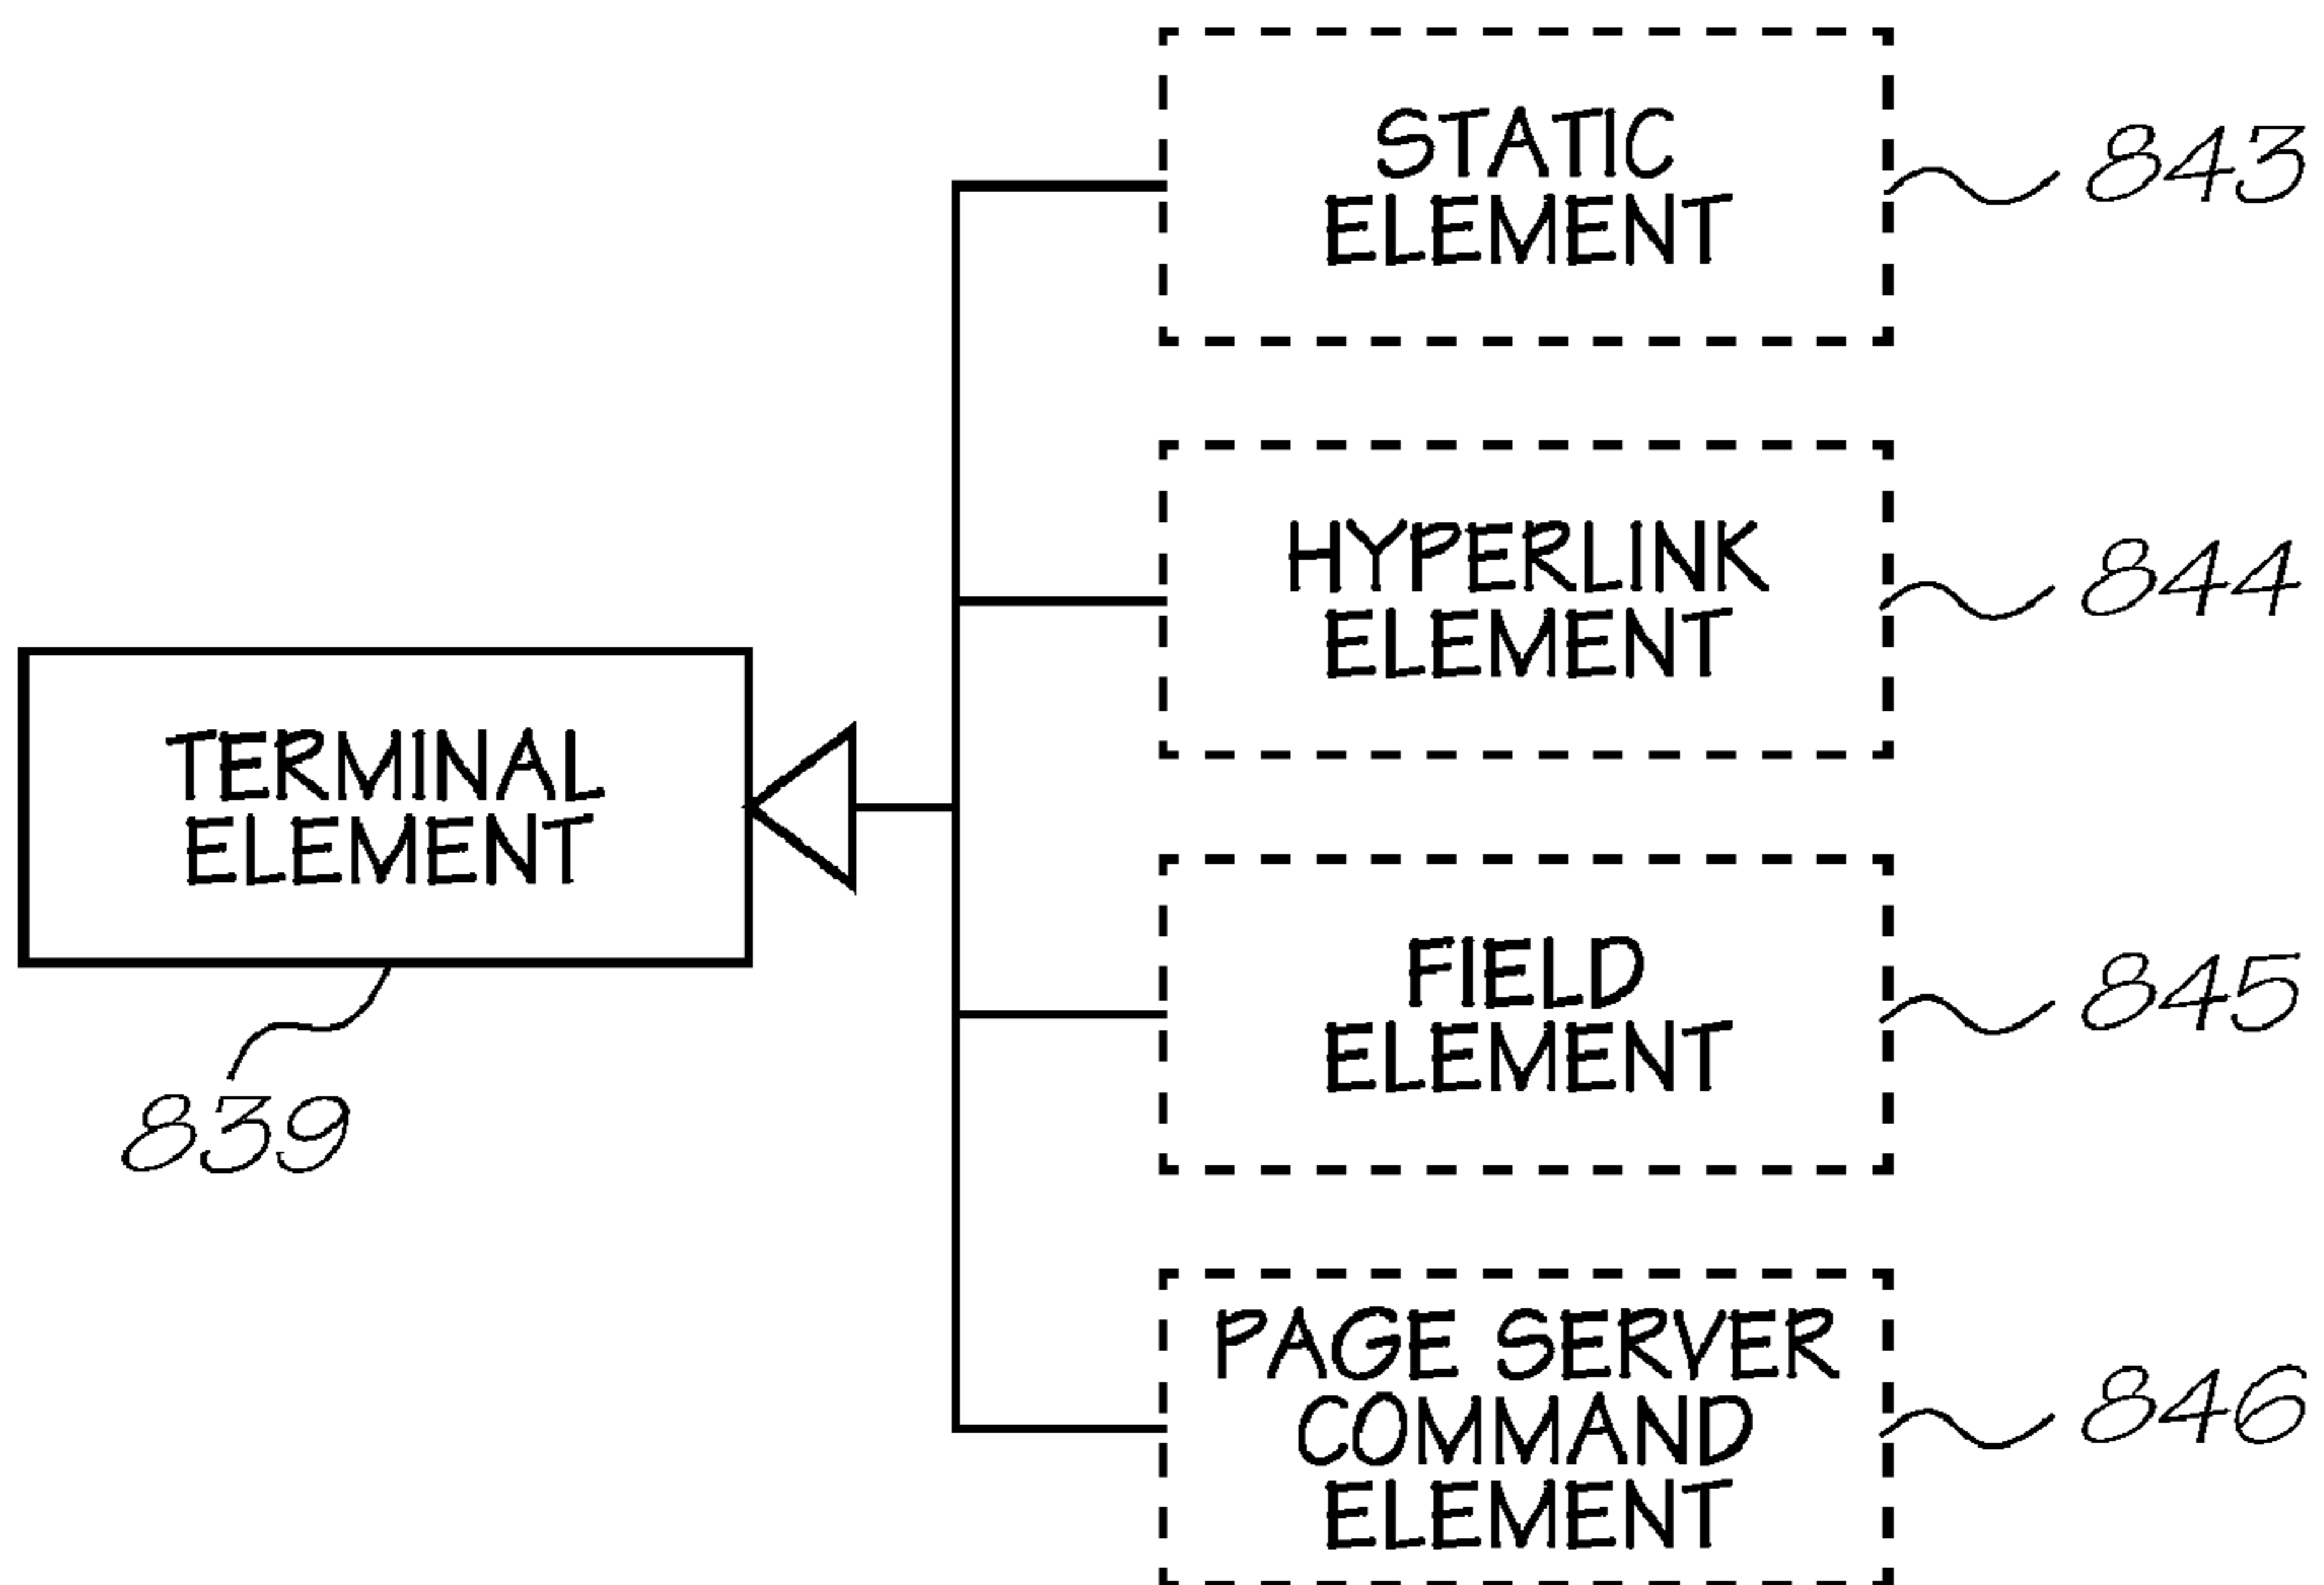 STATIC
ELEMENT
843
HYPERLINK
ELEMENT
844
TERMINAL
ELEMENT
839
FIELD
ELEMENT
845
PAGE SERVER
COMMAND
ELEMENT
846